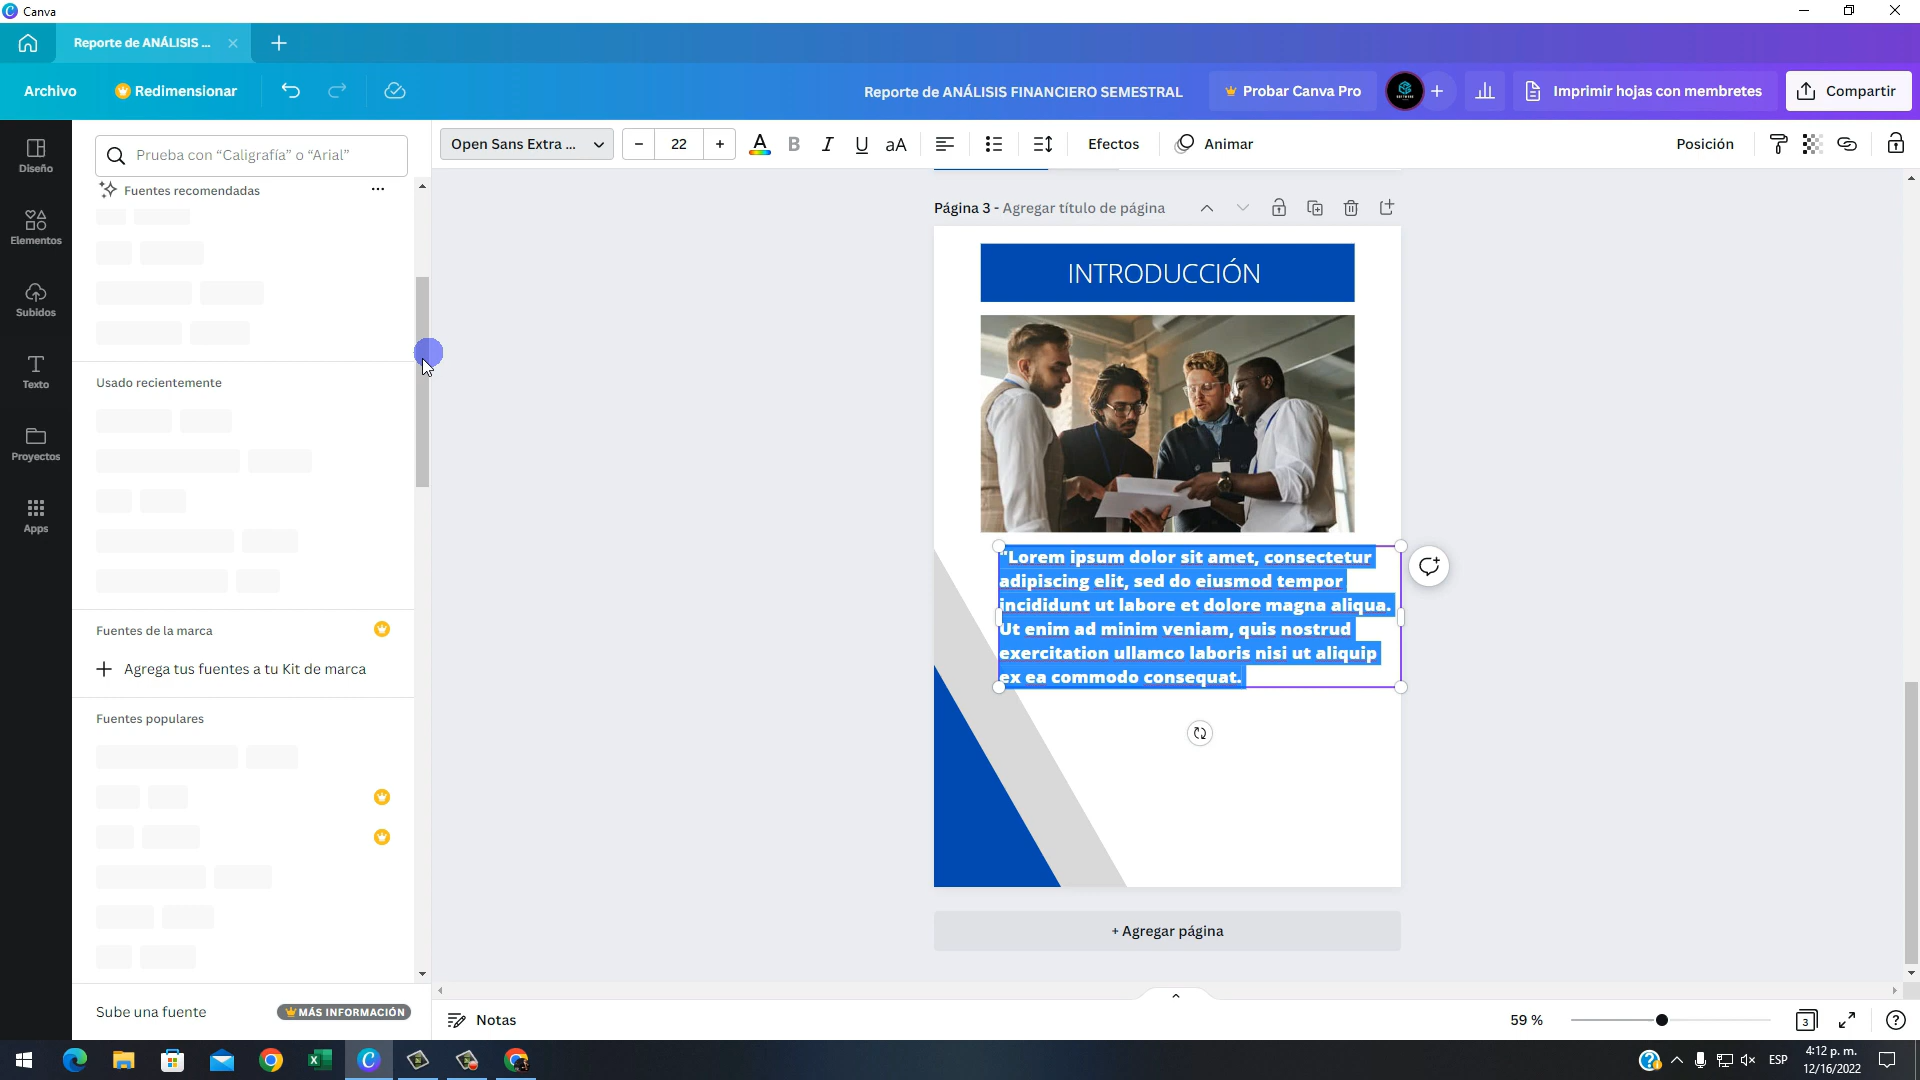 Canva
Reporte de ANÁLISIS ...
Archivo
Redimensionar
Reporte de ANÁLISIS FINANCIERO SEMESTRAL
Probar Canva Pro
Imprimir hojas con membretes
Compartir
Diseño
Elementos
Subidos
Texto
Proyectos
Apps
Prueba con “Caligrafía” o “Arial”
Fuentes recomendadas
Usado recientemente
Fuentes de la marca
Agrega tus fuentes a tu Kit de marca
Fuentes populares
Sube una fuente
MÁS INFORMACIÓN
Open Sans Extra ...
22
A B I U aA
Efectos
Animar
Posición
Página 3 - Agregar título de página
INTRODUCCIÓN
"Lorem ipsum dolor sit amet, consectetur
adipiscing elit, sed do eiusmod tempor
incididunt ut labore et dolore magna aliqua.
Ut enim ad minim veniam, quis nostrud
exercitation ullamco laboris nisi ut aliquip
ex ea commodo consequat.
+ Agregar página
Notas
59 %
3
ESP
4:12 p. m.
12/16/2022